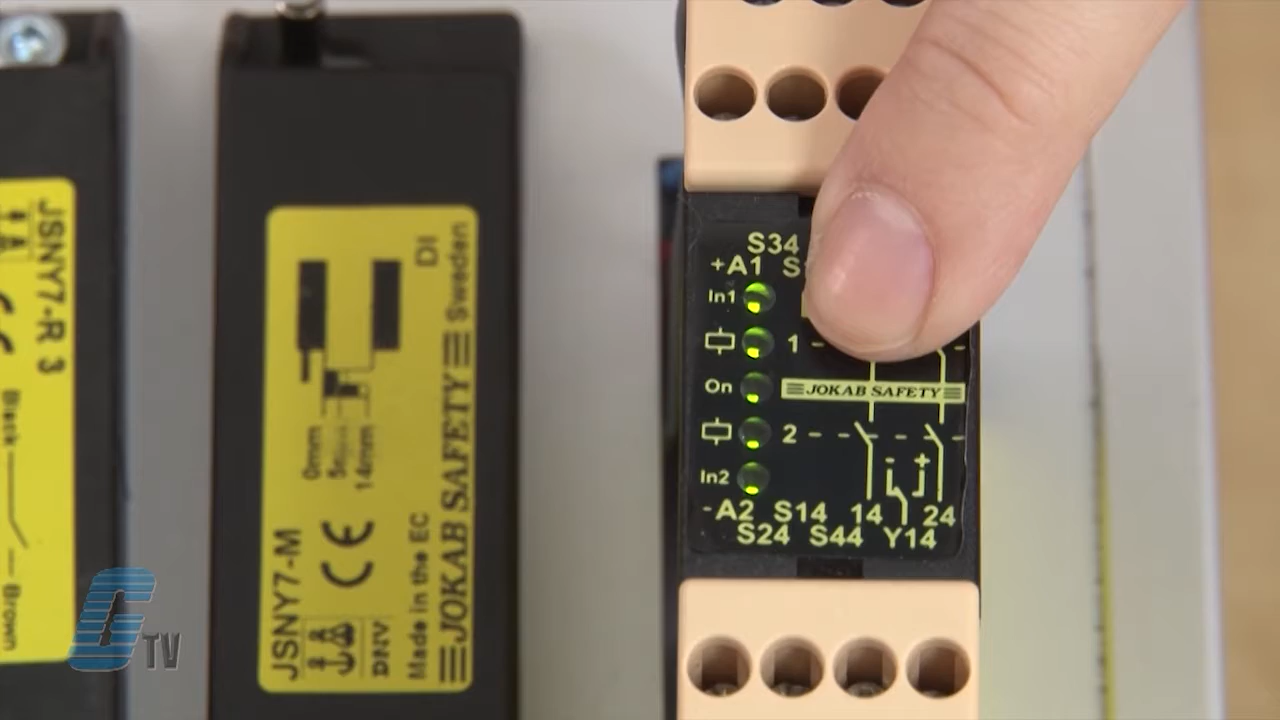 JSNY7-R 3
Black
Brown
DI
Sweden
0mm
14mm
JSNY7-M
CE
DNV
Made in the EC
JOKAB SAFETY
S34
+A1
In1
1
On
JOKAB SAFETY
2
In2
- +
-A2 S14 14 24
S24 S44 Y14
C TV